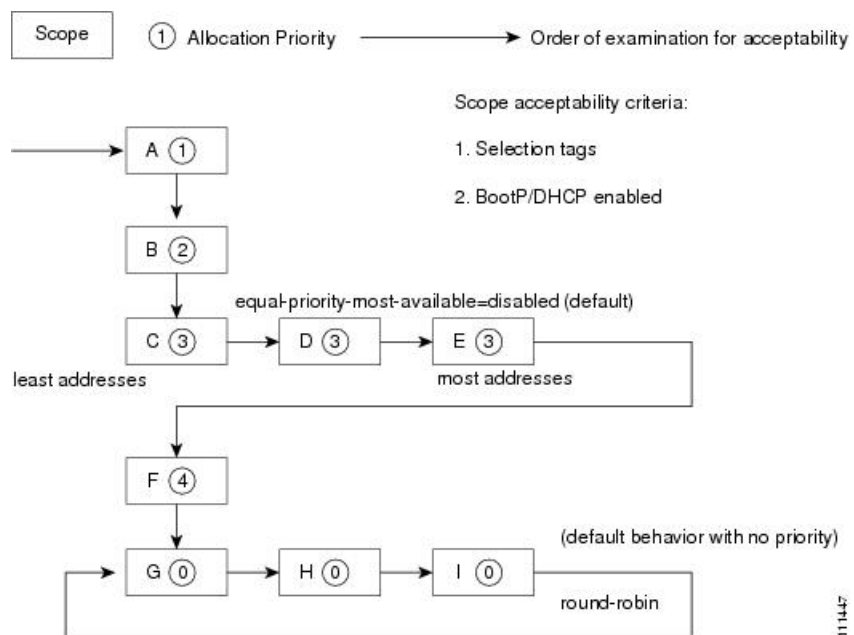 Scope
1 Allocation Priority
Order of examination for acceptability
Scope acceptability criteria:
1. Selection tags
2. BootP/DHCP enabled
A 1
B 2
equal-priority-most-available=disabled (default)
C 3
D 3
E 3
least addresses
most addresses
F 4
(default behavior with no priority)
G 0
H 0
I 0
round-robin
111447